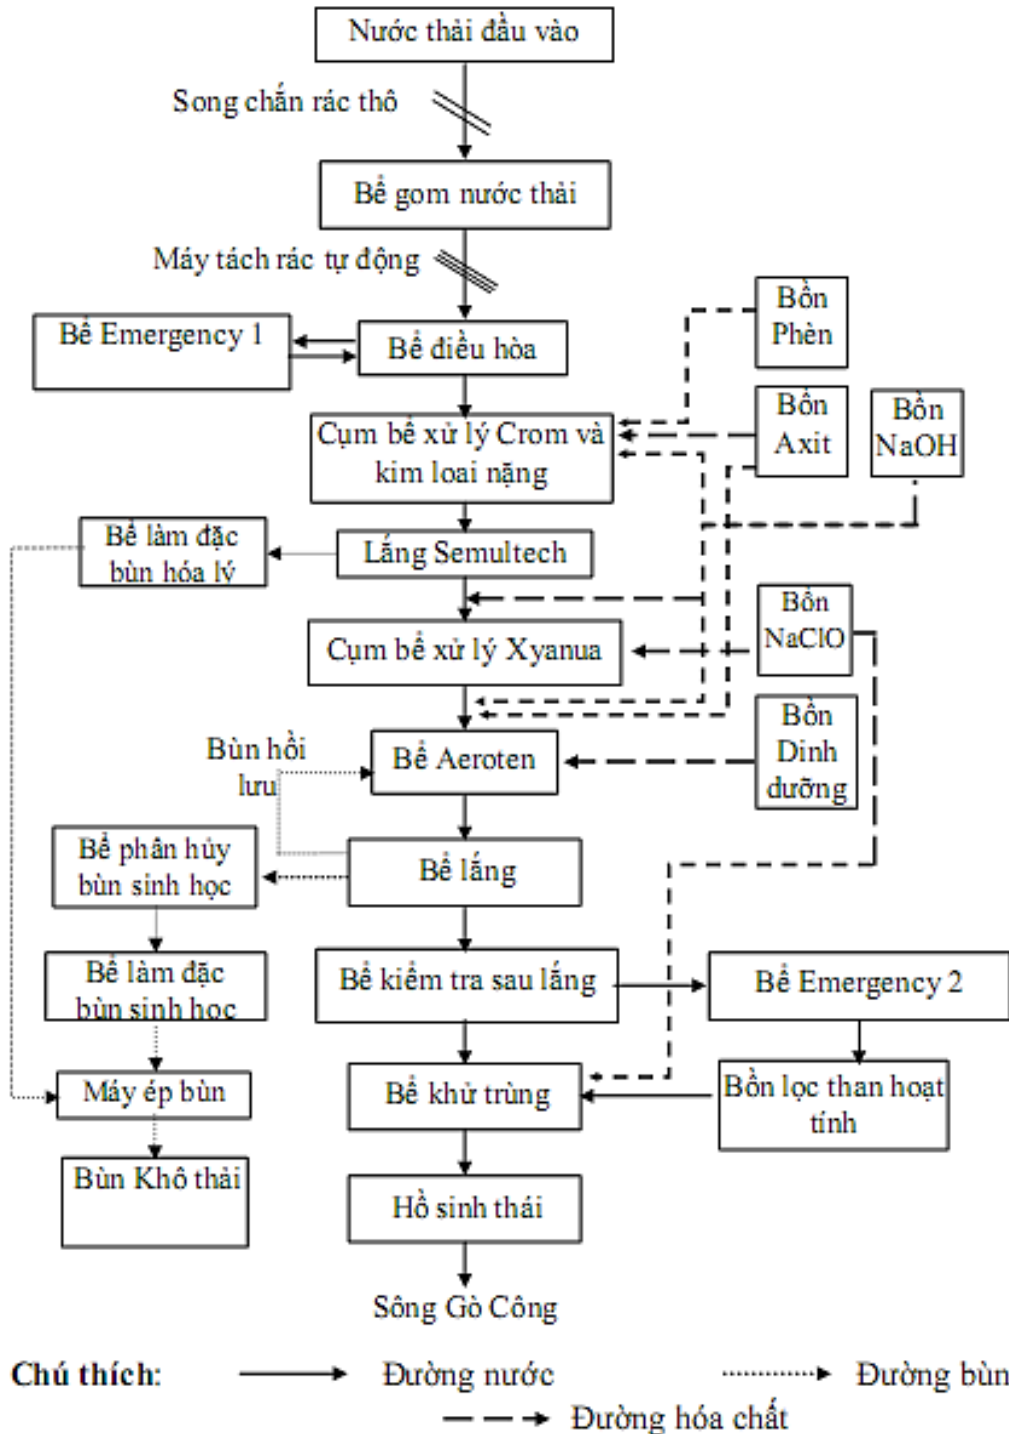 Nước thải đầu vào
Song chắn rác thô
Bể gom nước thải
Máy tách rác tự động
Bể Emergency 1
Bể điều hòa
Bồn
Phèn
Bồn
Axit
Bồn
NaOH
Cụm bể xử lý Crom và
kim loai nặng
Bể làm đặc
bùn hóa lý
Lắng Semultech
Bồn
NaClO
Cụm bể xử lý Xyanua
Bồn
Dinh
dưỡng
Bùn hồi
lưu
Bể Aeroten
Bể phân hủy
bùn sinh học
Bể lắng
Bể làm đặc
bùn sinh học
Bể kiểm tra sau lắng
Bể Emergency 2
Máy ép bùn
Bể khử trùng
Bồn lọc than hoạt
tính
Bùn Khô thải
Hồ sinh thái
Sông Gò Công
Chú thích: Đường nước Đường bùn
Đường hóa chất